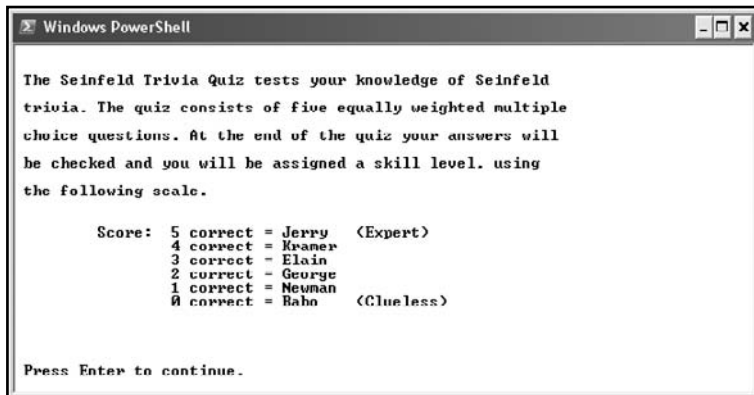 Windows PowerShell
The Seinfeld Trivia Quiz tests your knowledge of Seinfeld
trivia. The quiz consists of five equally weighted multiple
choice questions. At the end of the quiz your answers will
be checked and you will be assigned a skill level. using
the following scale.
Score: 5 correct = Jerry (Expert)
4 correct = Kramer
3 correct = Elain
2 correct = George
1 correct = Newman
0 correct = Babo (Clueless)
Press Enter to continue.